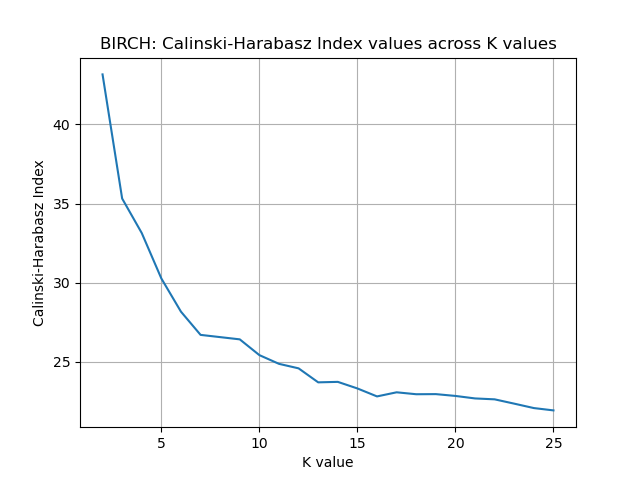 BIRCH: Calinski-Harabasz Index values across K values
40
35
30
25
Calinski-Harabasz Index
5 10 15 20 25
K value